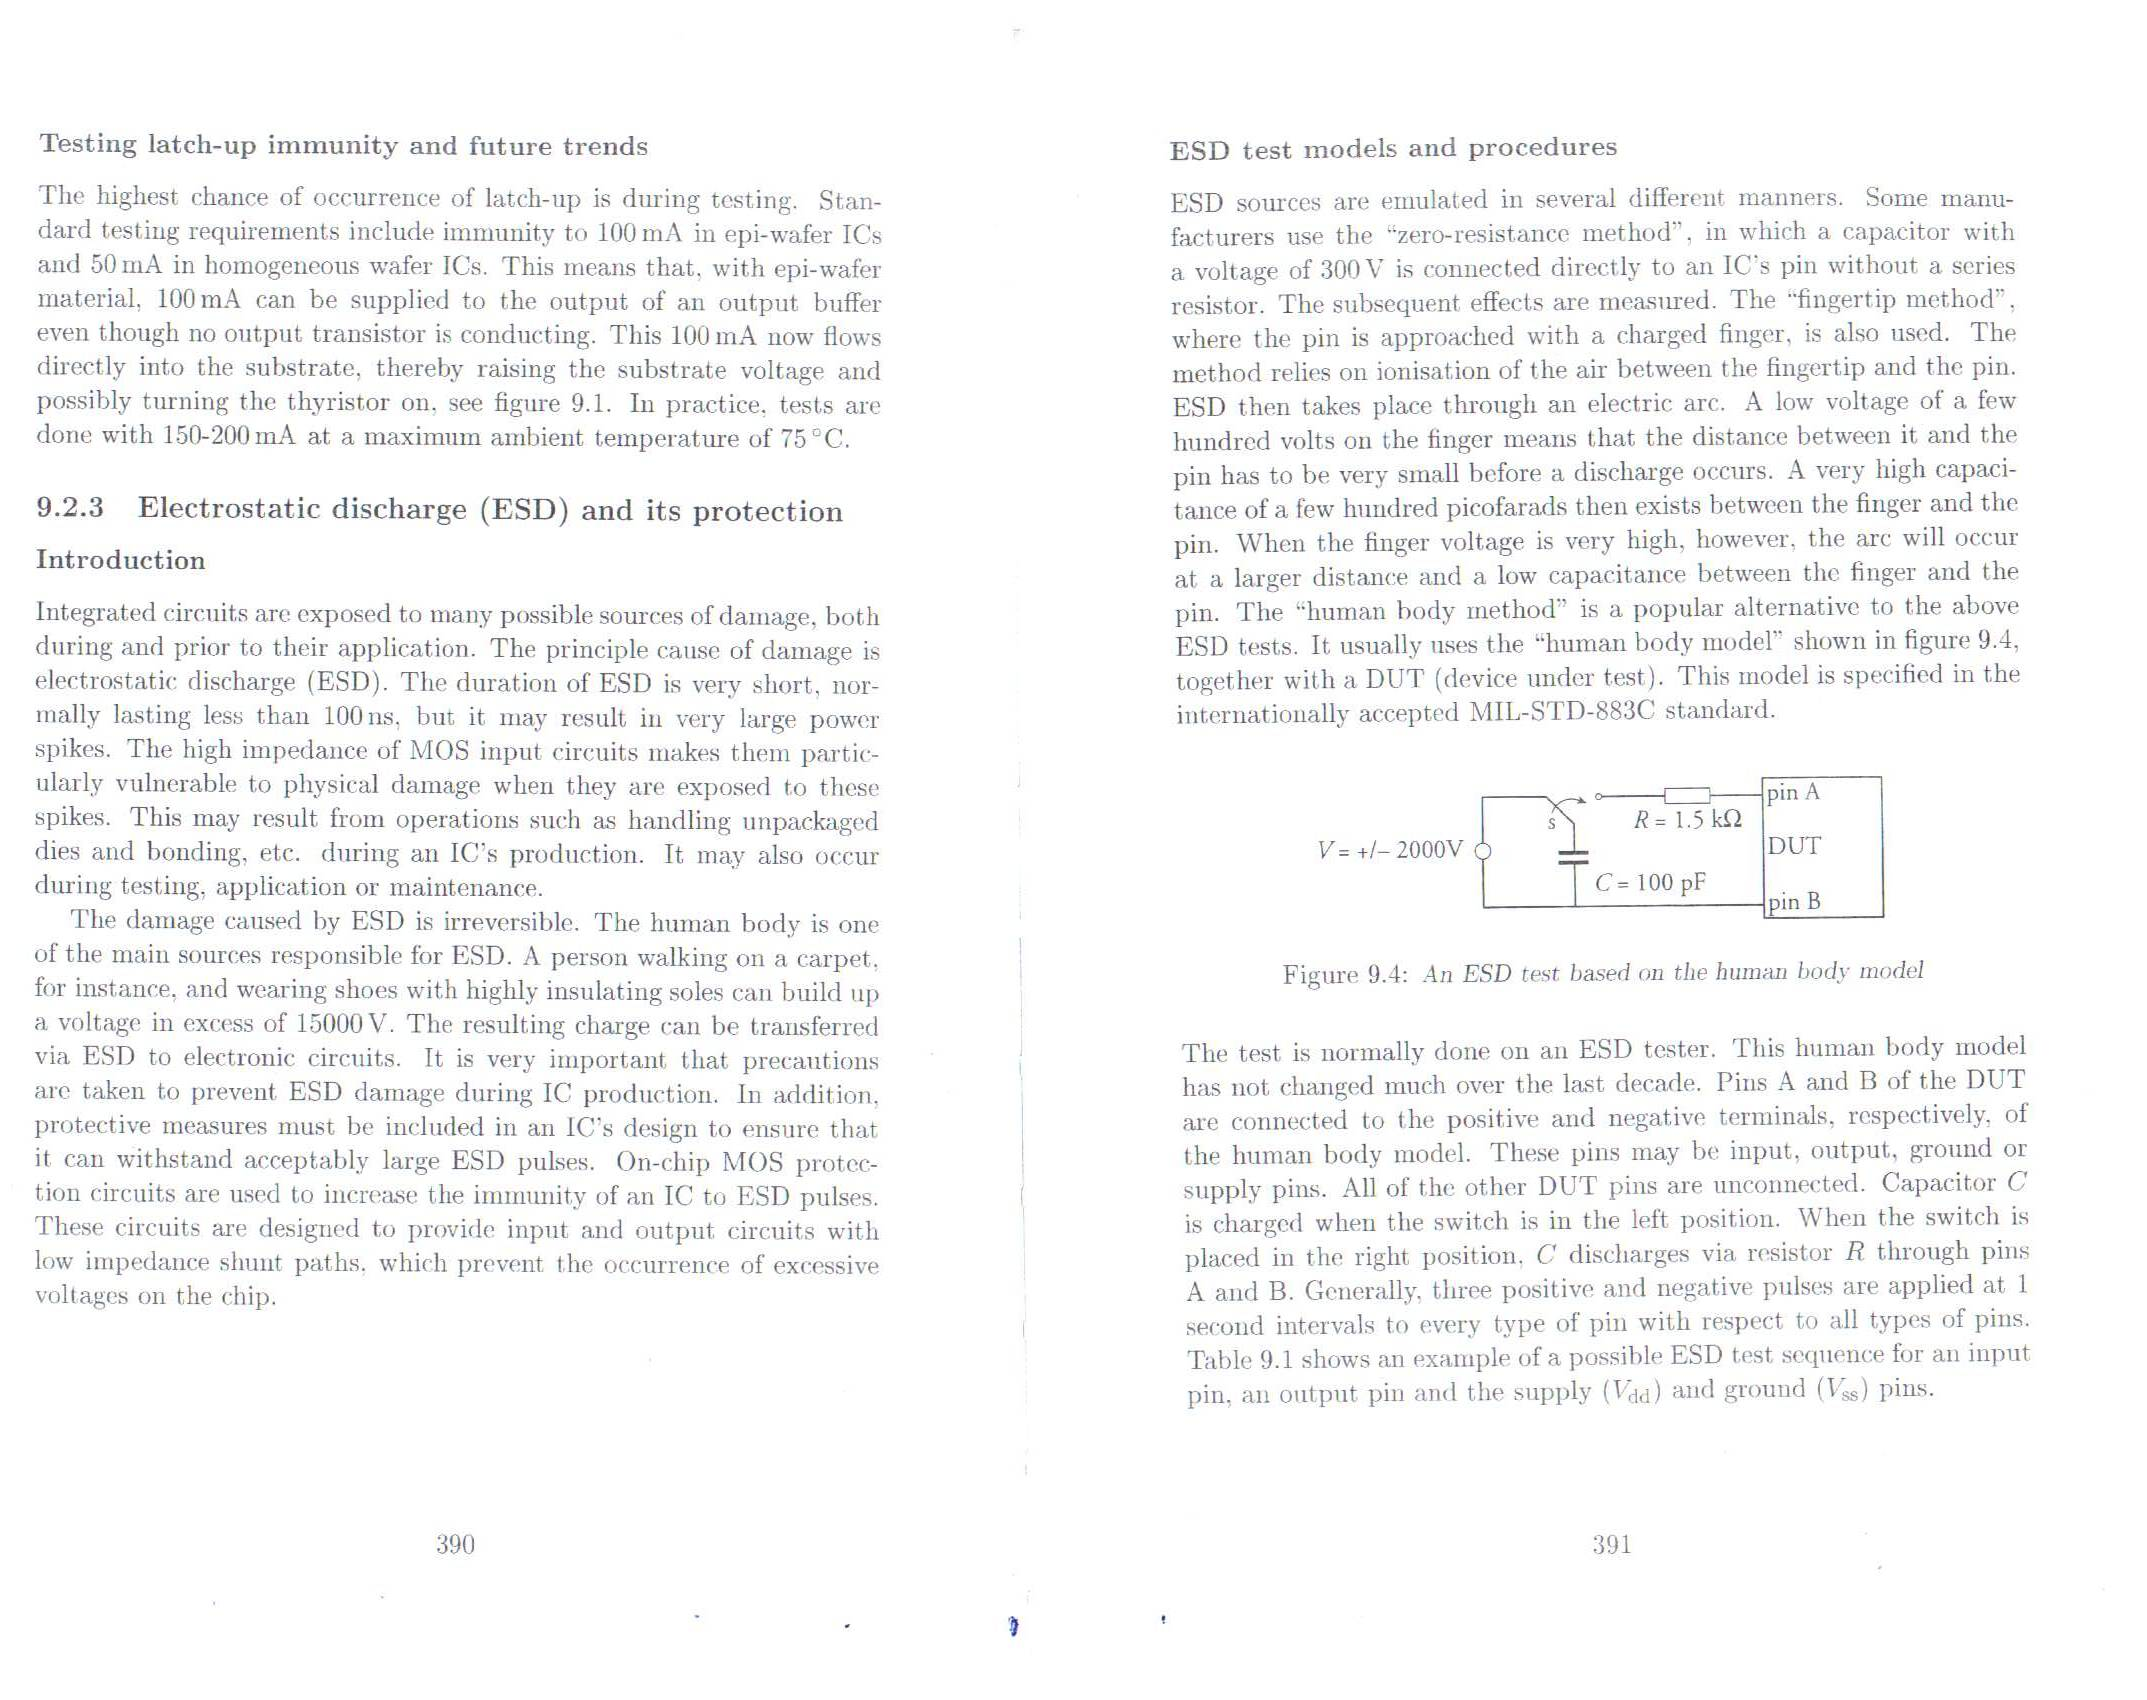 Testing latch-up immunity and future trends
The highest chance of occurrence of latch-up is during testing. Stan-
dard testing requirements include immunity to 100 mA in epi-wafer ICs
and 50 mA in homogeneous wafer ICs. This means that, with epi-wafer
material, 100 mA can be supplied to the output of an output buffer
even though no output transistor is conducting. This 100 mA now flows
directly into the substrate, thereby raising the substrate voltage and
possibly turning the thyristor on, see figure 9.1. In practice, tests are
done with 150-200 mA at a maximum ambient temperature of 75 °C.
9.2.3 Electrostatic discharge (ESD) and its protection
Introduction
Integrated circuits are exposed to many possible sources of damage, both
during and prior to their application. The principle cause of damage is
electrostatic discharge (ESD). The duration of ESD is very short, nor-
mally lasting less than 100 ns, but it may result in very large power
spikes. The high impedance of MOS input circuits makes them partic-
ularly vulnerable to physical damage when they are exposed to these
spikes. This may result from operations such as handling unpackaged
dies and bonding, etc. during an IC's production. It may also occur
during testing, application or maintenance.
The damage caused by ESD is irreversible. The human body is one
of the main sources responsible for ESD. A person walking on a carpet,
for instance, and wearing shoes with highly insulating soles can build up
a voltage in excess of 15000 V. The resulting charge can be transferred
via ESD to electronic circuits. It is very important that precautions
are taken to prevent ESD damage during IC production. In addition,
protective measures must be included in an IC's design to ensure that
it can withstand acceptably large ESD pulses. On-chip MOS protec-
tion circuits are used to increase the immunity of an IC to ESD pulses.
These circuits are designed to provide input and output circuits with
low impedance shunt paths, which prevent the occurrence of excessive
voltages on the chip.
390
ESD test models and procedures
ESD sources are emulated in several different manners. Some manu-
facturers use the “zero-resistance method”, in which a capacitor with
a voltage of 300 V is connected directly to an IC's pin without a series
resistor. The subsequent effects are measured. The “fingertip method”,
where the pin is approached with a charged finger, is also used. The
method relies on ionisation of the air between the fingertip and the pin.
ESD then takes place through an electric arc. A low voltage of a few
hundred volts on the finger means that the distance between it and the
pin has to be very small before a discharge occurs. A very high capaci-
tance of a few hundred picofarads then exists between the finger and the
pin. When the finger voltage is very high, however, the arc will occur
at a larger distance and a low capacitance between the finger and the
pin. The “human body method” is a popular alternative to the above
ESD tests. It usually uses the “human body model” shown in figure 9.4,
together with a DUT (device under test). This model is specified in the
internationally accepted MIL-STD-883C standard.
pin A
S
R = 1.5 kΩ
V = +/– 2000V
DUT
C = 100 pF
pin B
Figure 9.4: An ESD test based on the human body model
The test is normally done on an ESD tester. This human body model
has not changed much over the last decade. Pins A and B of the DUT
are connected to the positive and negative terminals, respectively, of
the human body model. These pins may be input, output, ground or
supply pins. All of the other DUT pins are unconnected. Capacitor C
is charged when the switch is in the left position. When the switch is
placed in the right position, C discharges via resistor R through pins
A and B. Generally, three positive and negative pulses are applied at 1
second intervals to every type of pin with respect to all types of pins.
Table 9.1 shows an example of a possible ESD test sequence for an input
pin, an output pin and the supply (Vdd) and ground (Vss) pins.
391